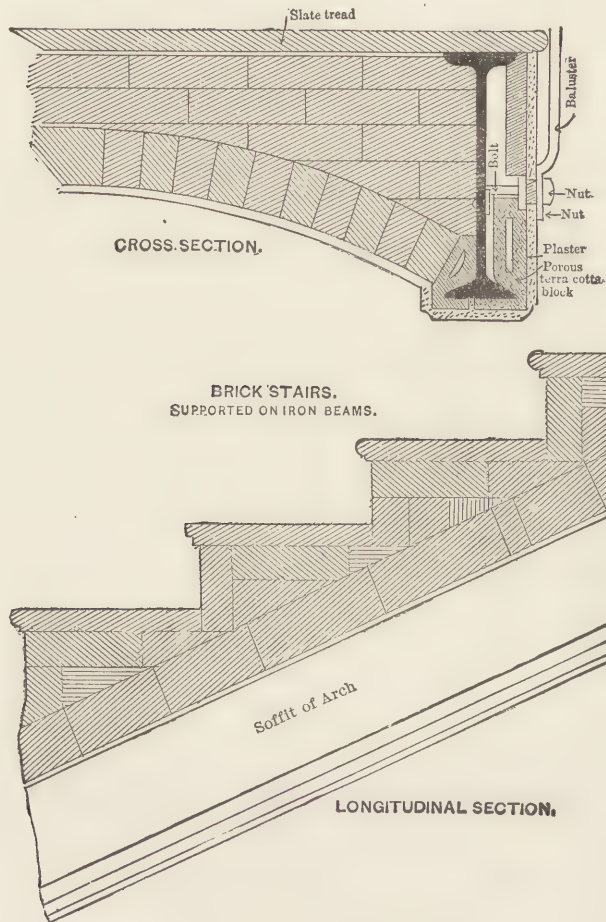 Slate tread
Baluster
Bolt
Nut.
Nut
Plaster
Porous
terra cotta
block
CROSS SECTION.
BRICK STAIRS.
SUPPORTED ON IRON BEAMS.
Soffit of Arch
LONGITUDINAL SECTION.